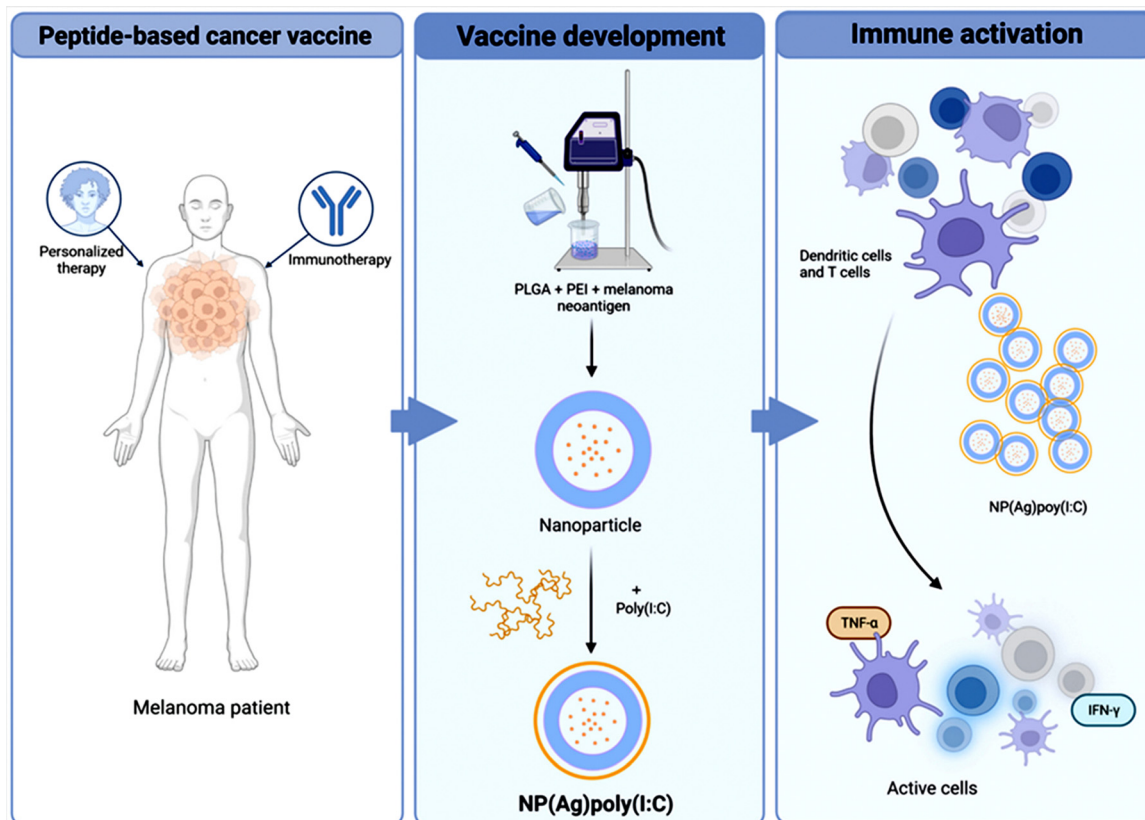 Peptide-based cancer vaccine
Personalized
therapy
Immunotherapy
Melanoma patient
Vaccine development
PLGA + PEI + melanoma
neoantigen
Nanoparticle
+
Poly(I:C)
NP(Ag)poly(I:C)
Immune activation
Dendritic cells
and T cells
NP(Ag)poy(I:C)
TNF-α
IFN-γ
Active cells